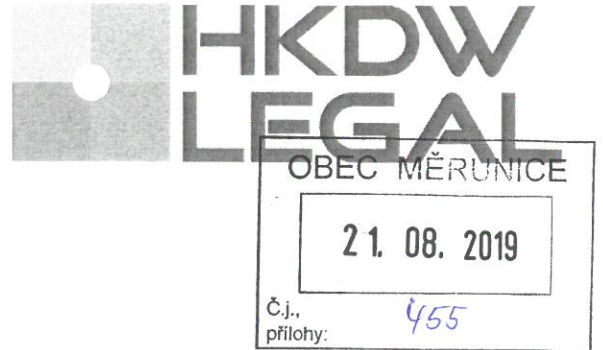 HKDW
LEGAL
OBEC MĚRUNICE
21. 08. 2019
Č.j.,
přílohy:
455